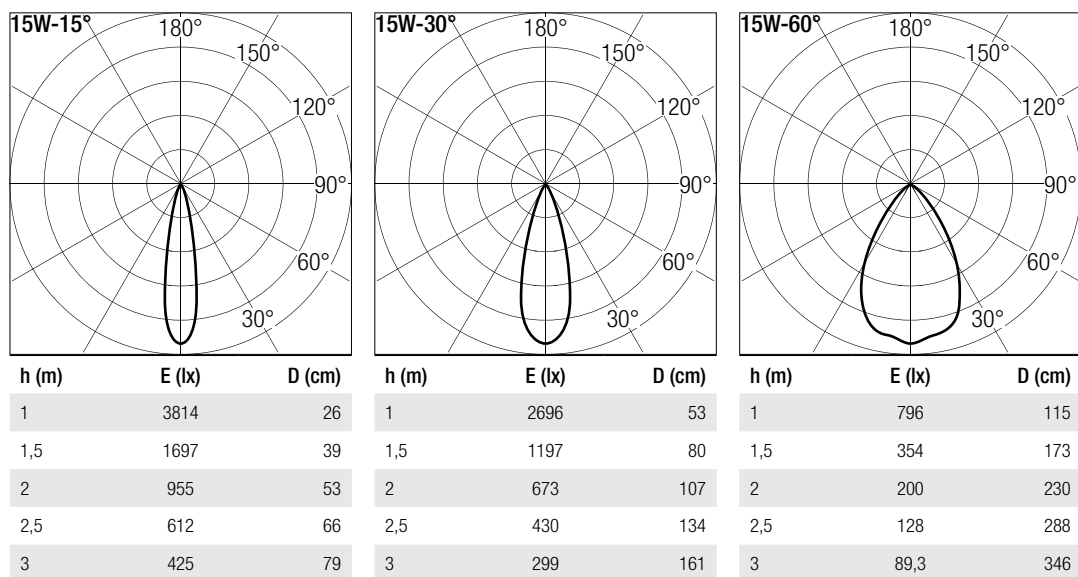 15W-15°
180°
150°
120°
90°
60°
30°
h (m) E (lx) D (cm)
1 3814 26
1,5 1697 39
2 955 53
2,5 612 66
3 425 79
15W-30°
180°
150°
120°
90°
60°
30°
h (m) E (lx) D (cm)
1 2696 53
1,5 1197 80
2 673 107
2,5 430 134
3 299 161
15W-60°
180°
150°
120°
90°
60°
30°
h (m) E (lx) D (cm)
1 796 115
1,5 354 173
2 200 230
2,5 128 288
3 89,3 346